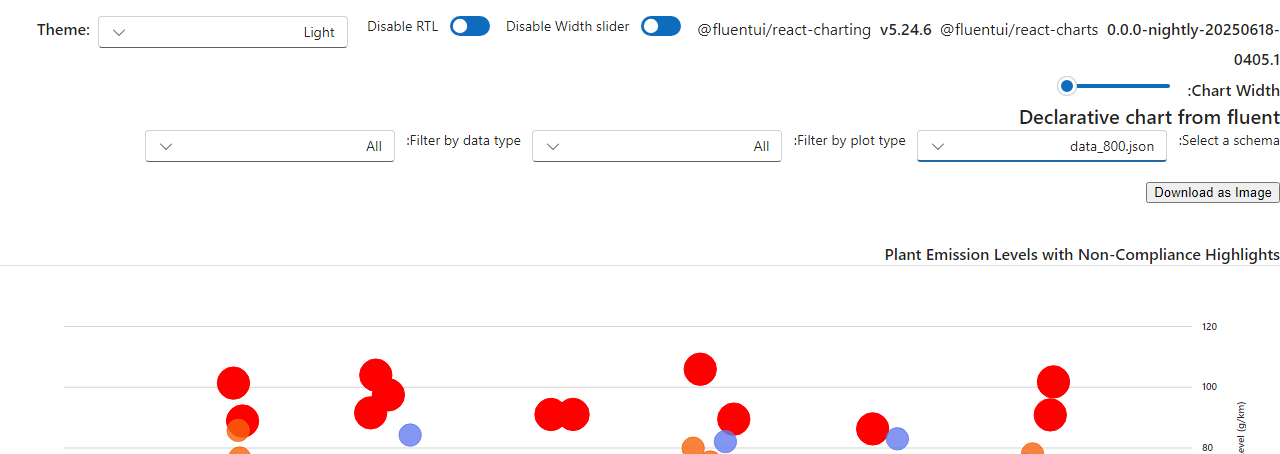 Theme: Light Disable RTL Disable Width slider @fluentui/react-charting v5.24.6 @fluentui/react-charts 0.0.0-nightly-20250618-
0405.1
:Chart Width
Declarative chart from fluent
:Select a schema data_800.json :Filter by plot type All :Filter by data type All
Download as Image
Plant Emission Levels with Non-Compliance Highlights
120
100
80
(g/km)